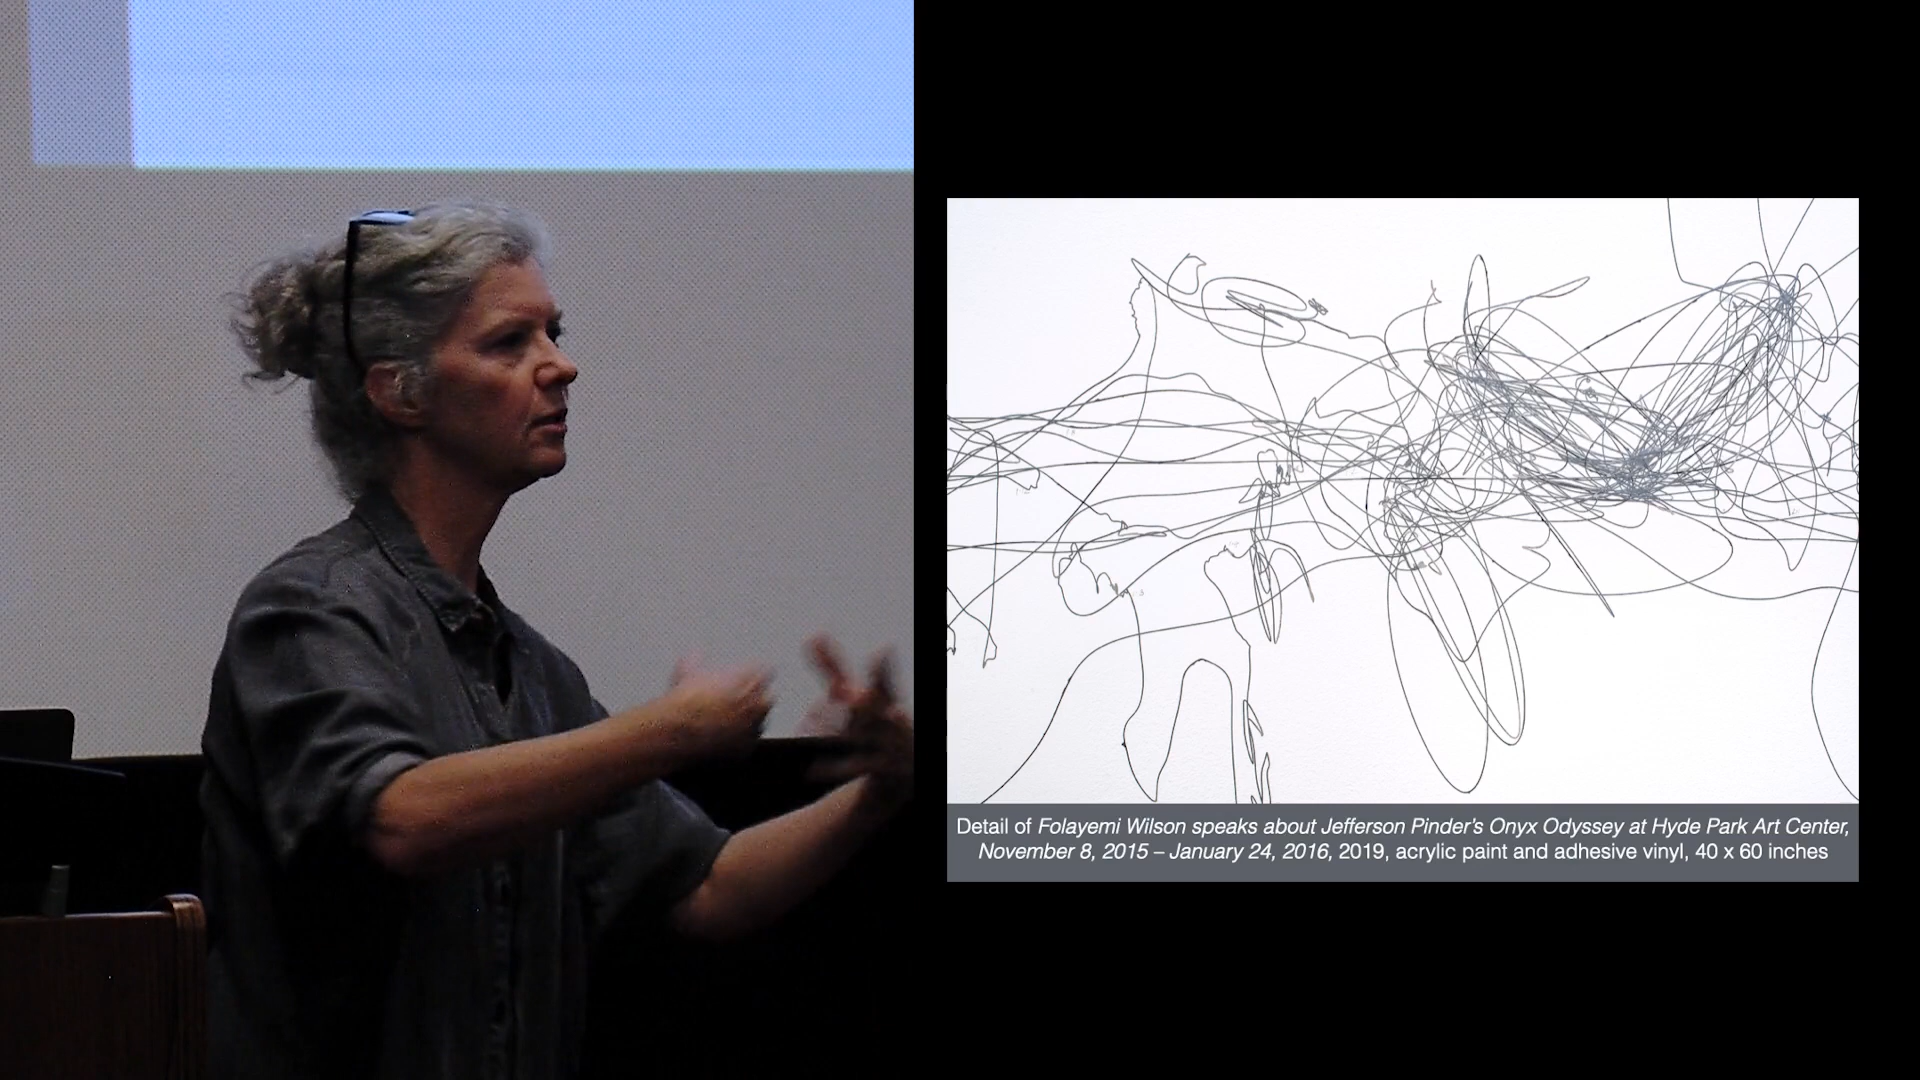 Detail of Folayemi Wilson speaks about Jefferson Pinder's Onyx Odyssey at Hyde Park Art Center,
November 8, 2015 – January 24, 2016, 2019, acrylic paint and adhesive vinyl, 40 x 60 inches